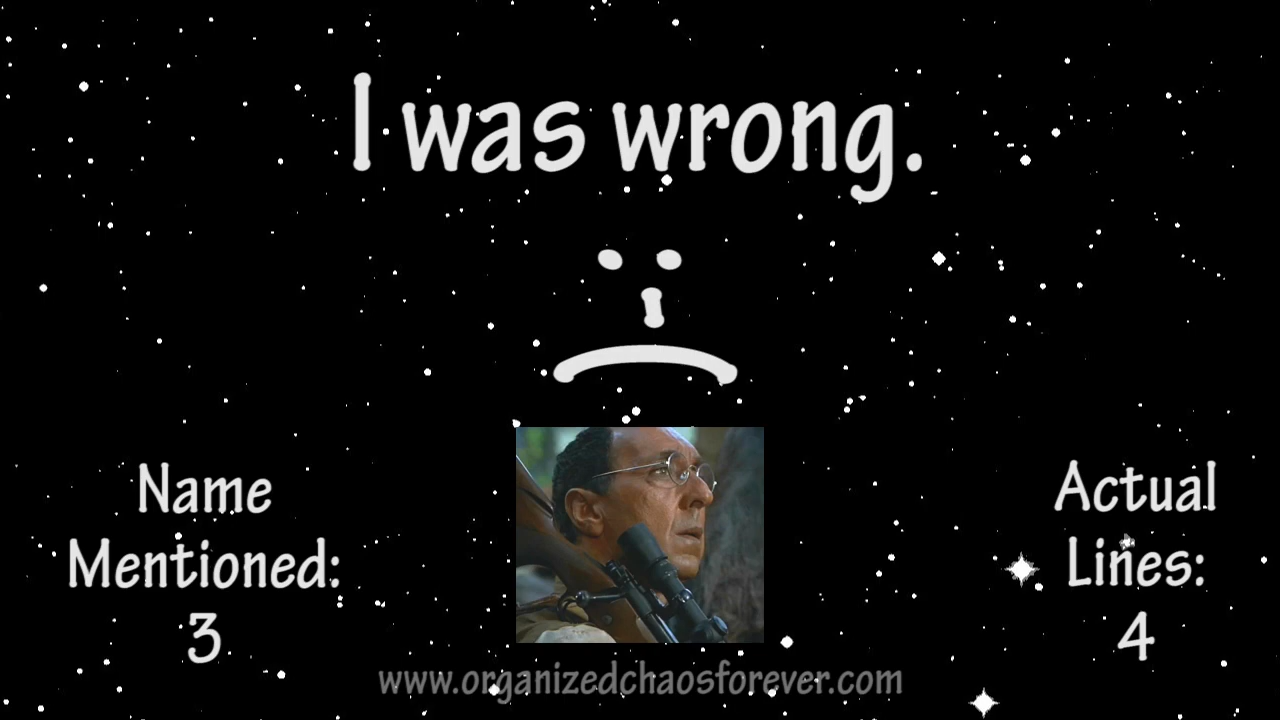 I was wrong.
Name
Mentioned:
3
Actual
Lines:
4
www.organizedchaosforever.com